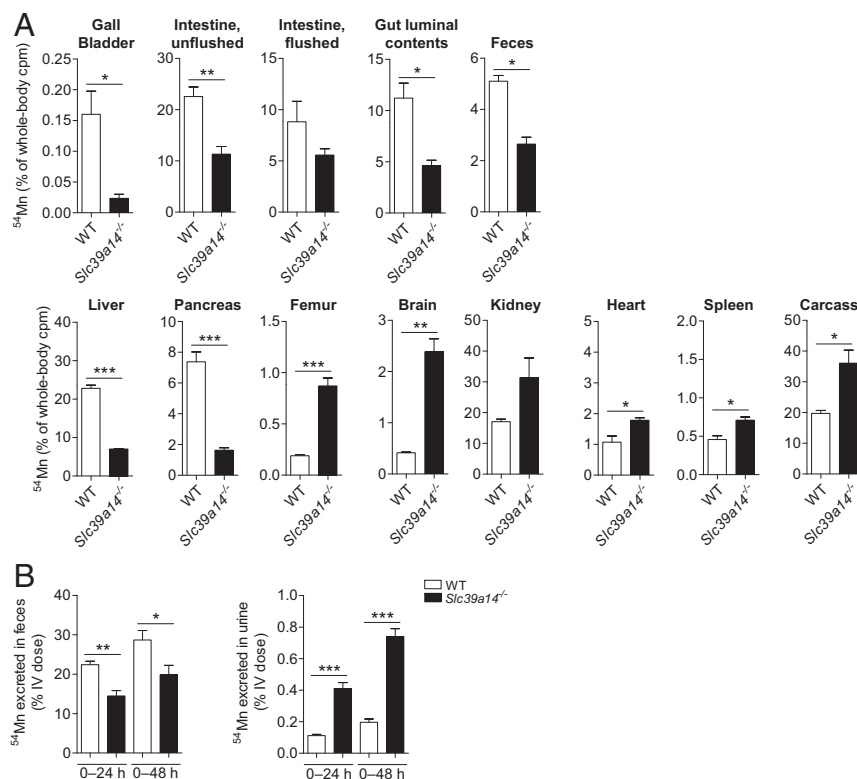 A
Gall Bladder
Intestine, unflushed
Intestine, flushed
Gut luminal contents
Feces
⁵⁴Mn (% of whole-body cpm)
0.25
0.20
0.15
0.10
0.05
0.00
*
WT
Slc39a14⁻/⁻
30
20
10
0
**
WT
Slc39a14⁻/⁻
15
10
5
0
WT
Slc39a14⁻/⁻
15
10
5
0
*
WT
Slc39a14⁻/⁻
6
4
2
0
*
WT
Slc39a14⁻/⁻
Liver
Pancreas
Femur
Brain
Kidney
Heart
Spleen
Carcass
⁵⁴Mn (% of whole-body cpm)
40
30
20
10
0
***
WT
Slc39a14⁻/⁻
10
8
6
4
2
0
***
WT
Slc39a14⁻/⁻
1.5
1.0
0.5
0.0
***
WT
Slc39a14⁻/⁻
3
2
1
0
**
WT
Slc39a14⁻/⁻
50
40
30
20
10
0
WT
Slc39a14⁻/⁻
5
4
3
2
1
0
*
WT
Slc39a14⁻/⁻
2.0
1.5
1.0
0.5
0.0
*
WT
Slc39a14⁻/⁻
50
40
30
20
10
0
*
WT
Slc39a14⁻/⁻
B
⁵⁴Mn excreted in feces
(% IV dose)
40
30
20
10
0
**
*
0–24 h
0–48 h
⁵⁴Mn excreted in urine
(% IV dose)
1.0
0.8
0.6
0.4
0.2
0.0
***
***
0–24 h
0–48 h
WT
Slc39a14⁻/⁻